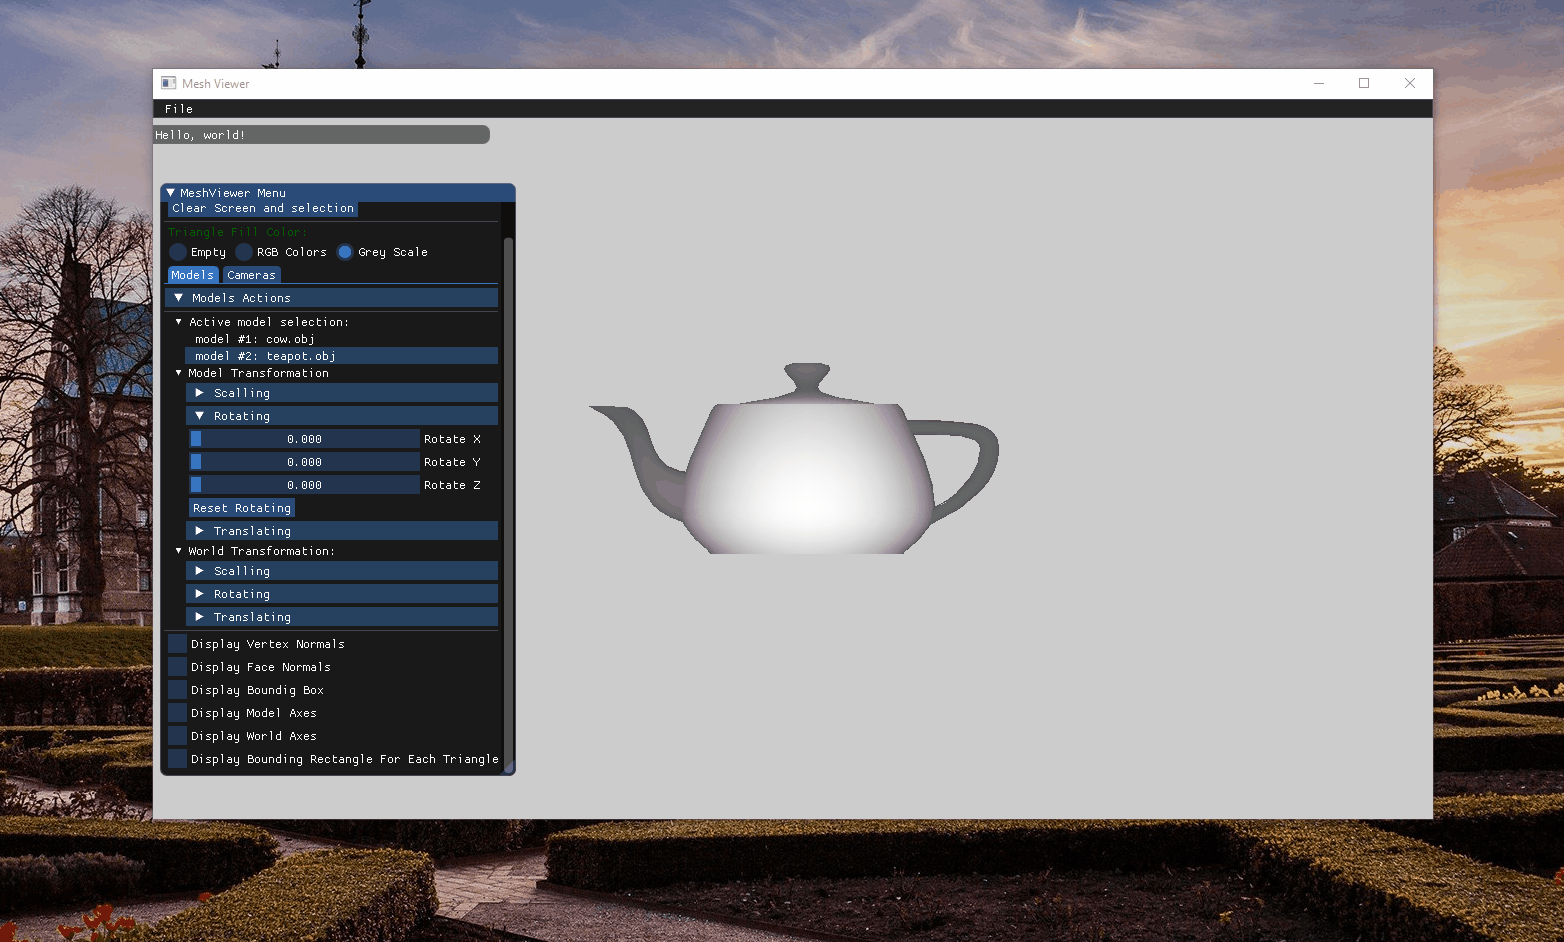 Mesh Viewer
File
Hello, world!
MeshViewer Menu
Clear Screen and selection
Triangle Fill Color:
Empty RGB Colors Grey Scale
Models Cameras
Models Actions
Active model selection:
model #1: cow.obj
model #2: teapot.obj
Model Transformation
Scalling
Rotating
0.000 Rotate X
0.000 Rotate Y
0.000 Rotate Z
Reset Rotating
Translating
World Transformation:
Scalling
Rotating
Translating
Display Vertex Normals
Display Face Normals
Display Boundig Box
Display Model Axes
Display World Axes
Display Bounding Rectangle For Each Triangle